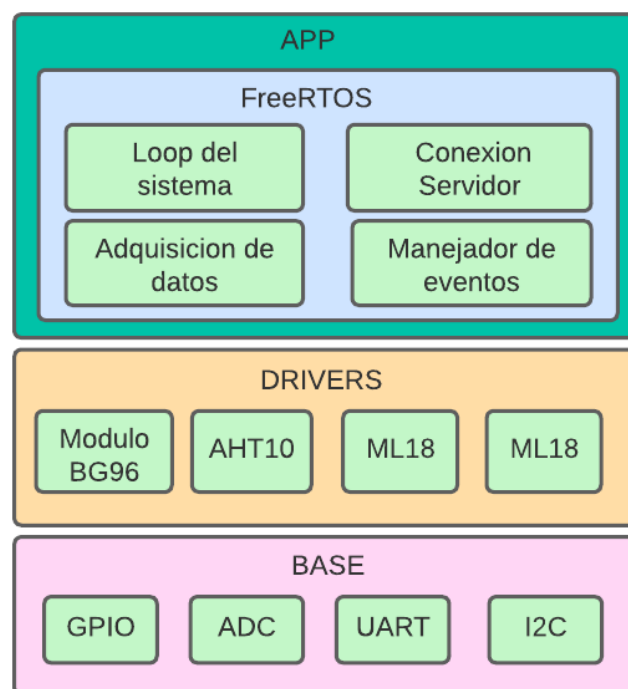 APP
FreeRTOS
Loop del
sistema
Conexion
Servidor
Adquisicion de
datos
Manejador de
eventos
DRIVERS
Modulo
BG96
AHT10
ML18
ML18
BASE
GPIO
ADC
UART
I2C